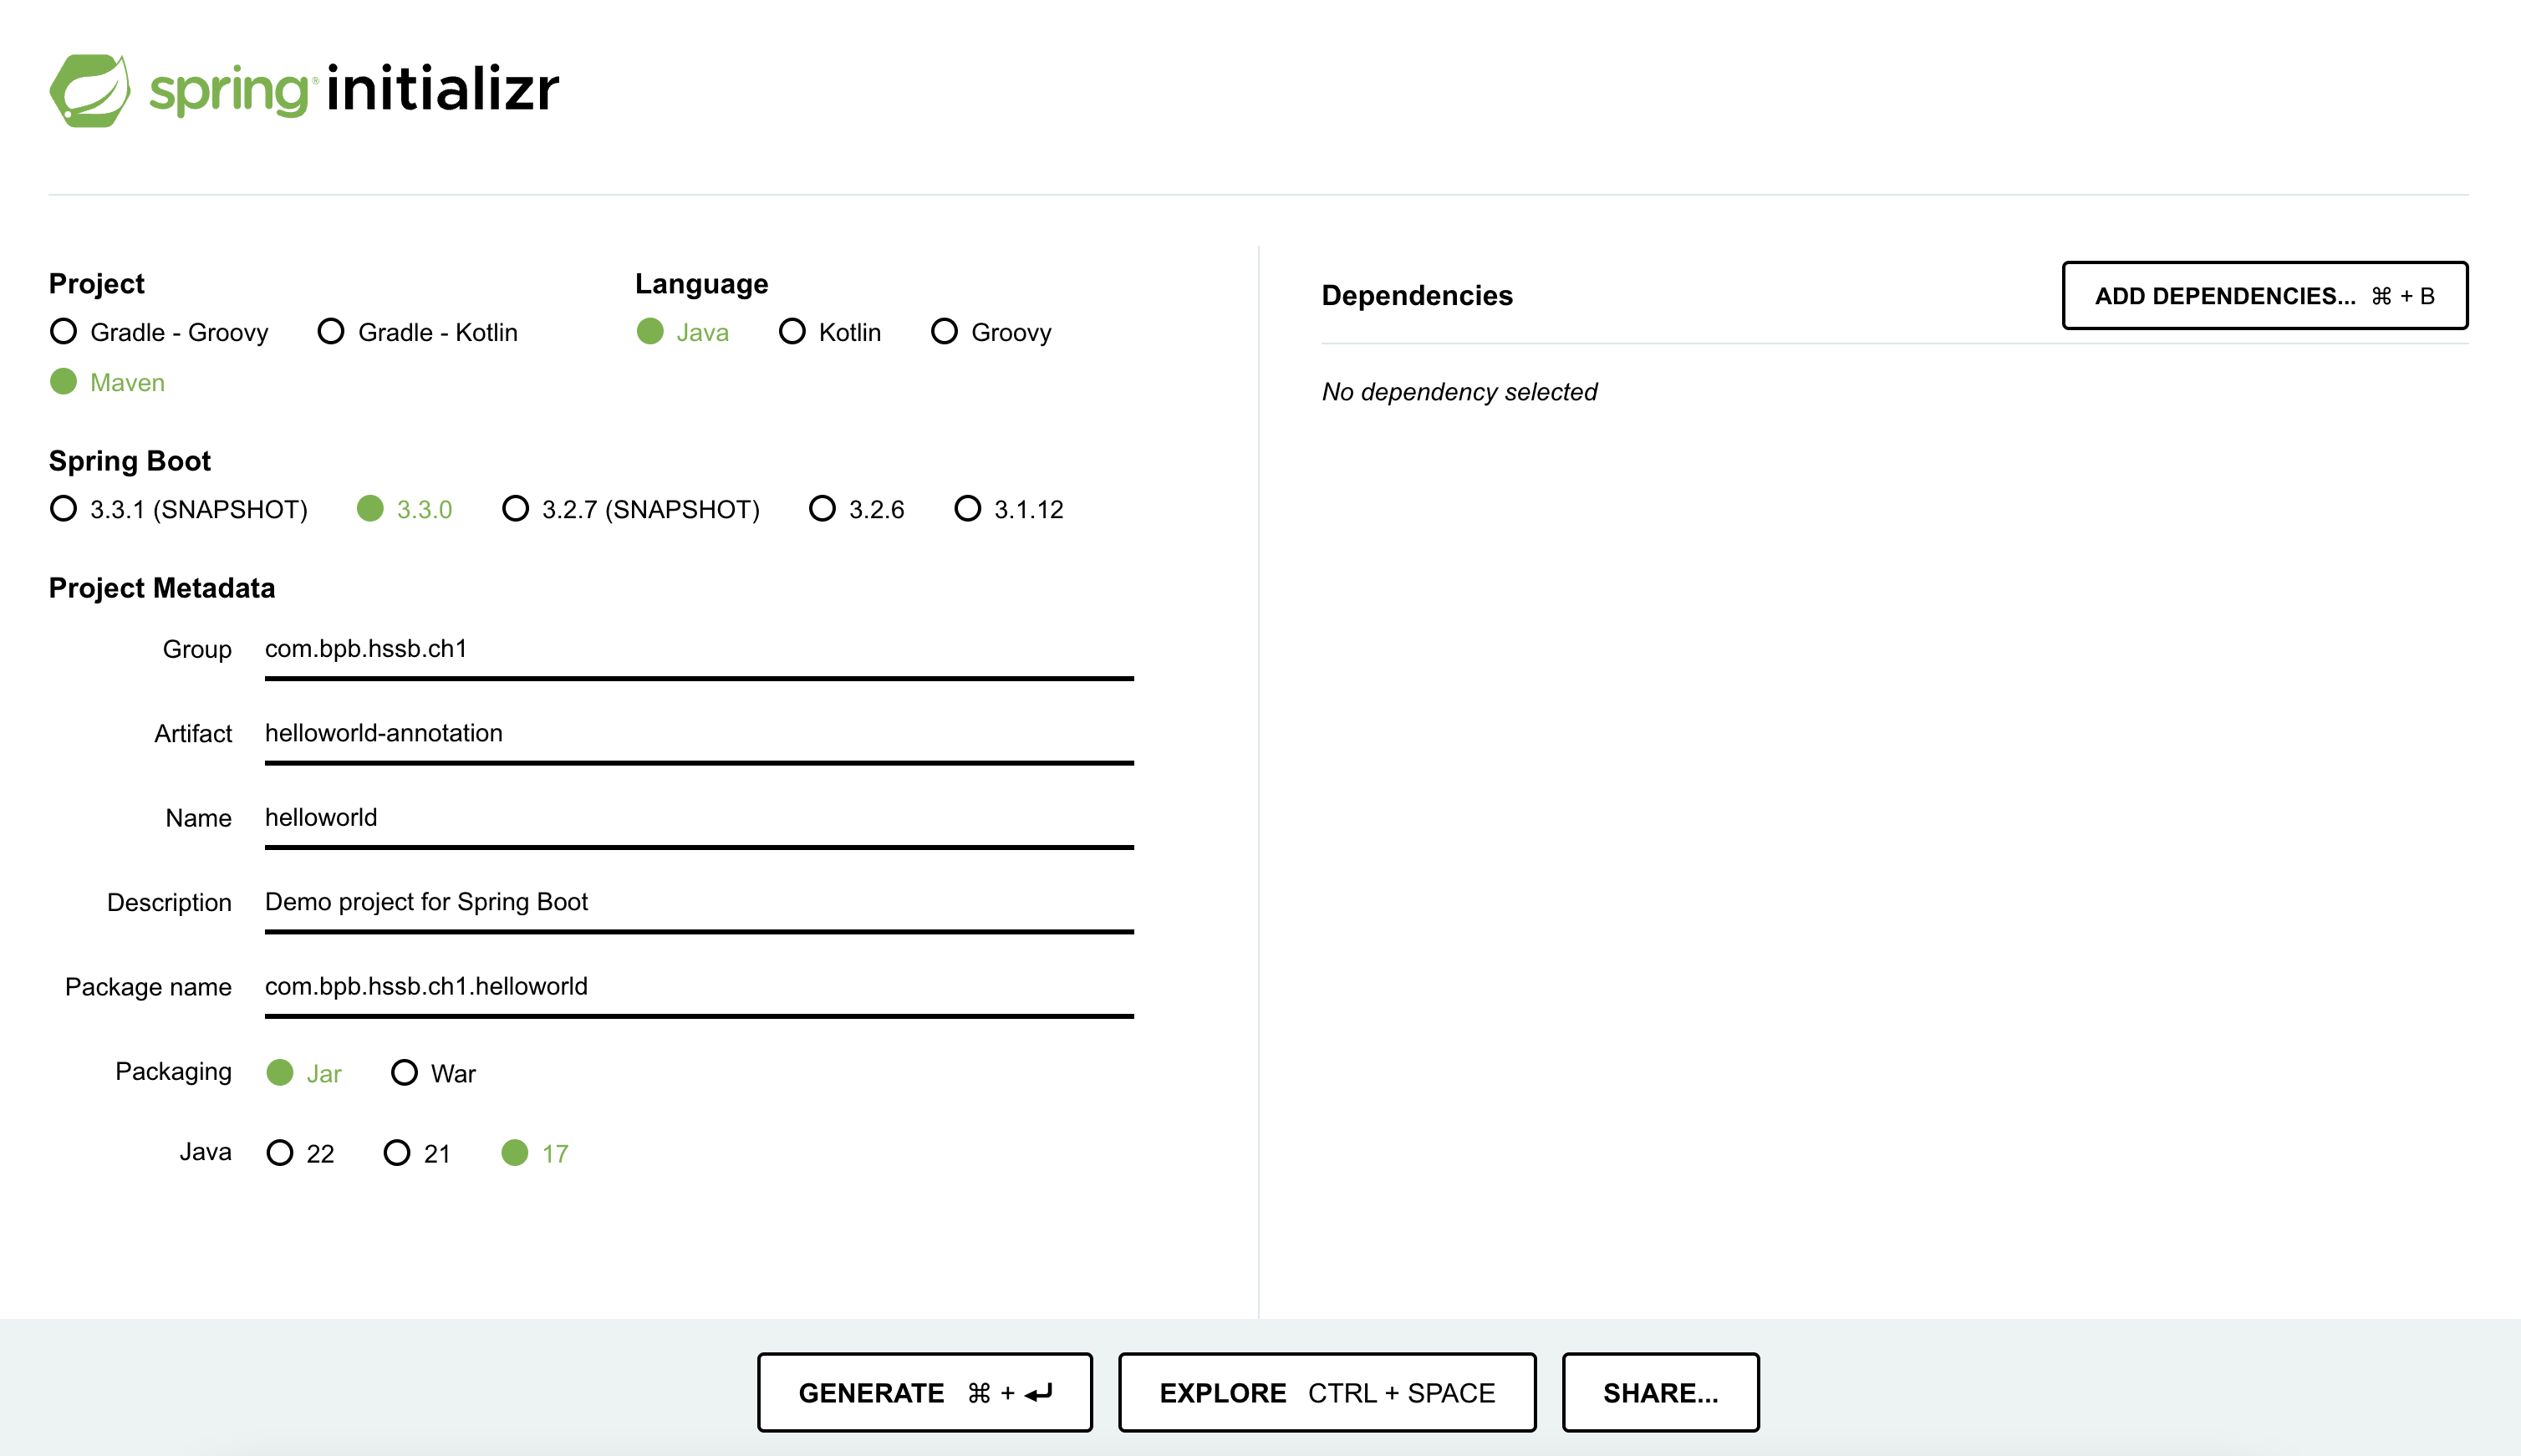 spring® initializr
Project
Gradle - Groovy Gradle - Kotlin
Maven
Language
Java Kotlin Groovy
Spring Boot
3.3.1 (SNAPSHOT) 3.3.0 3.2.7 (SNAPSHOT) 3.2.6 3.1.12
Project Metadata
Group com.bpb.hssb.ch1
Artifact helloworld-annotation
Name helloworld
Description Demo project for Spring Boot
Package name com.bpb.hssb.ch1.helloworld
Packaging Jar War
Java 22 21 17
Dependencies
ADD DEPENDENCIES... ⌘ + B
No dependency selected
GENERATE ⌘ + ⏎
EXPLORE CTRL + SPACE
SHARE...